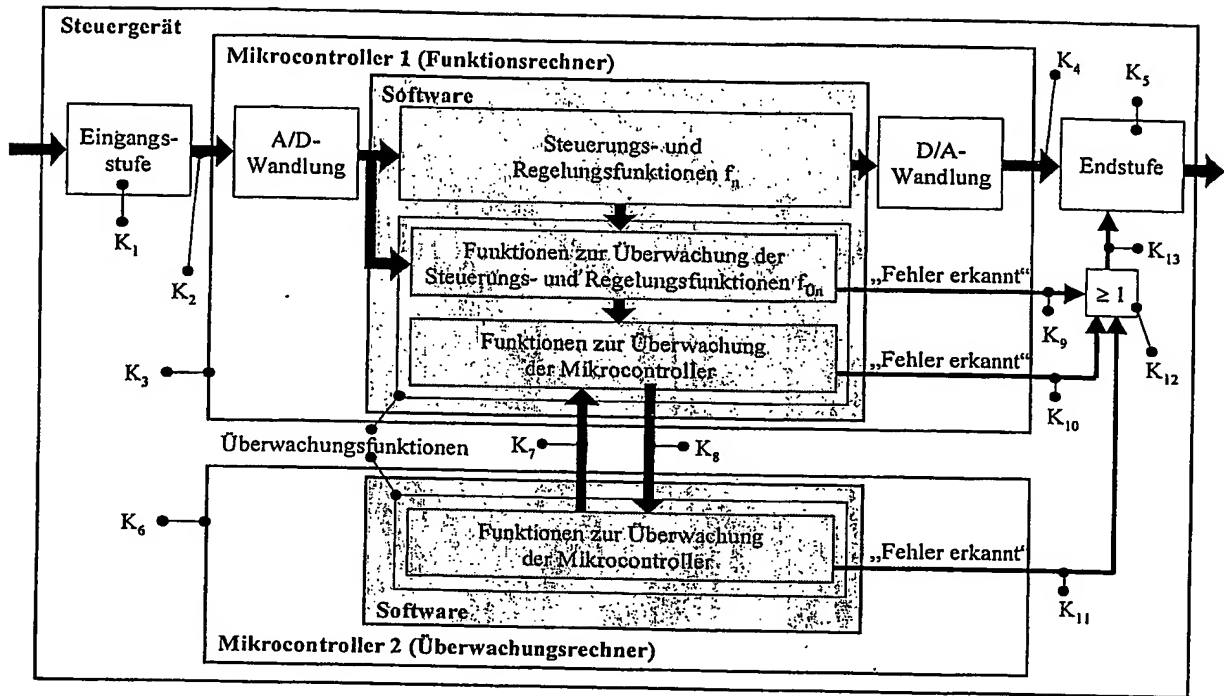 Steuergerät
Mikrocontroller 1 (Funktionsrechner)
Software
K4
K5
Eingangs-
stufe
A/D-
Wandlung
Steuerungs- und
Regelungsfunktionen fn
D/A-
Wandlung
Endstufe
K1
K2
K13
Funktionen zur Überwachung der
Steuerungs- und Regelungsfunktionen fÜn
„Fehler erkannt“
≥ 1
K9
K3
Funktionen zur Überwachung
der Mikrocontroller
„Fehler erkannt“
K12
K10
Überwachungsfunktionen
K7
K8
K6
Funktionen zur Überwachung
der Mikrocontroller
„Fehler erkannt“
K11
Software
Mikrocontroller 2 (Überwachungsrechner)